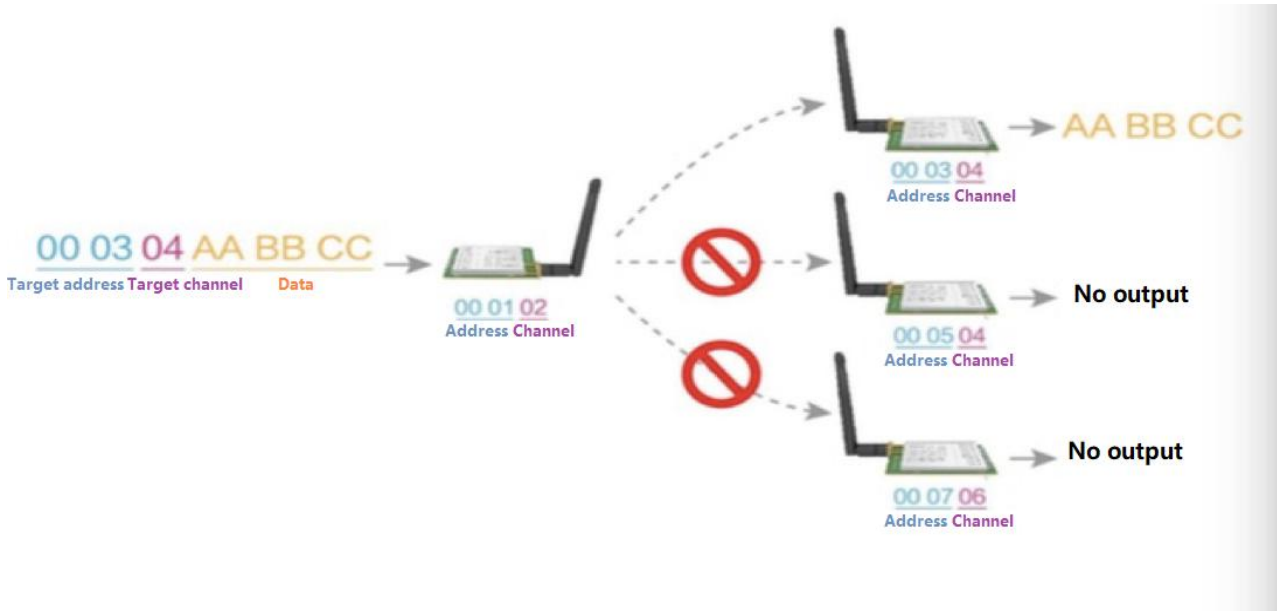 00 03 04 AA BB CC
Target address Target channel Data
00 01 02
Address Channel
AA BB CC
00 03 04
Address Channel
No output
00 05 04
Address Channel
No output
00 07 06
Address Channel